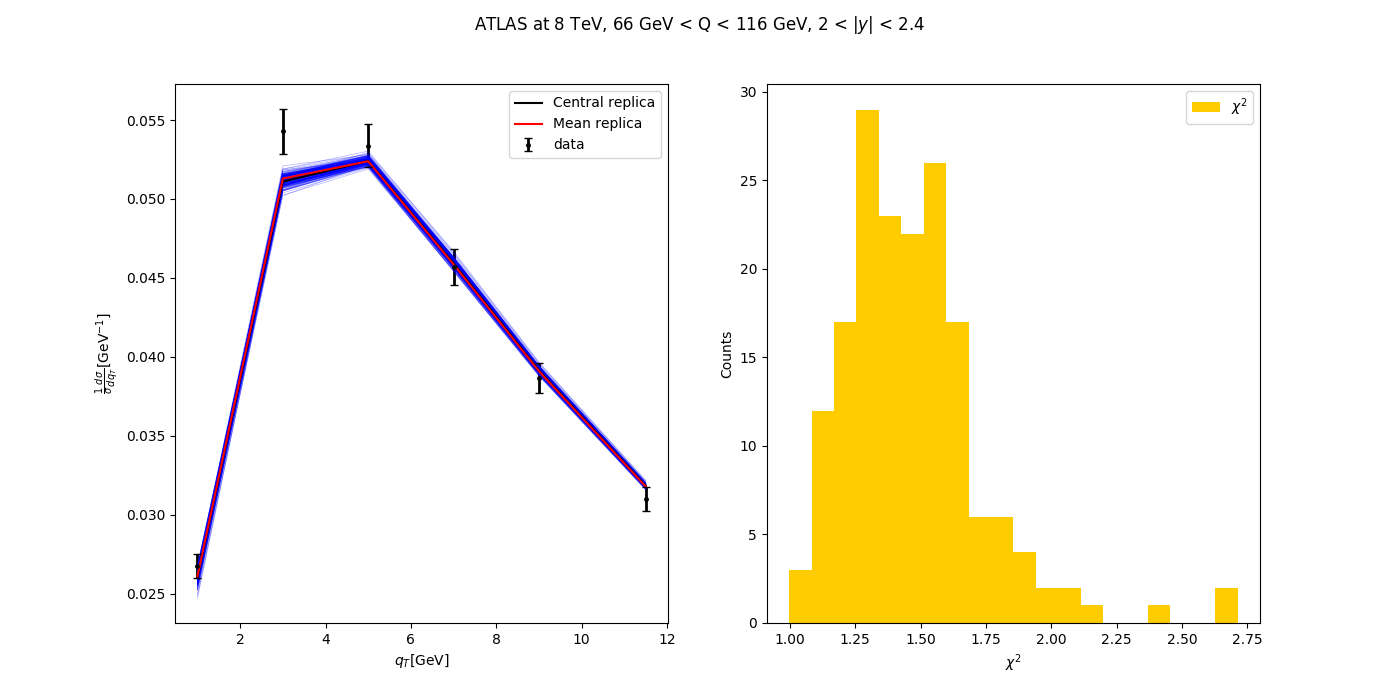 ATLAS at 8 TeV, 66 GeV < Q < 116 GeV, 2 < |y| < 2.4
Central replica
Mean replica
data
0.055
0.050
0.045
0.040
0.035
0.030
0.025
1/σ dσ/dq_T [GeV⁻¹]
2 4 6 8 10 12
q_T[GeV]
χ²
30
25
20
15
10
5
0
Counts
1.00 1.25 1.50 1.75 2.00 2.25 2.50 2.75
χ²